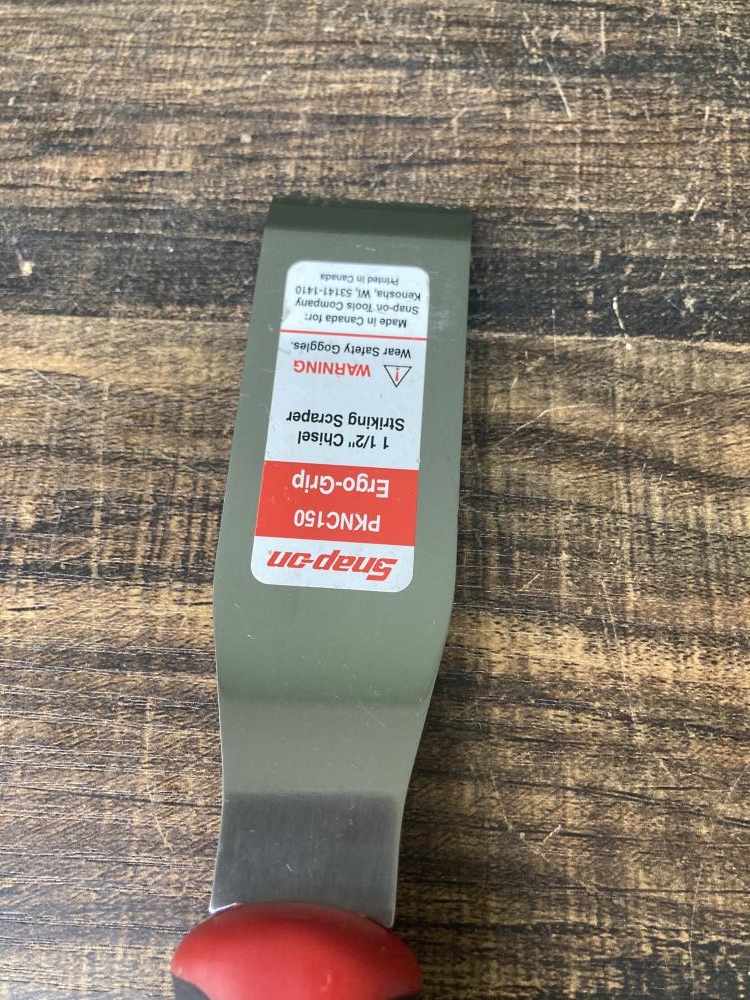 Snap-on®
PKNC150
Ergo-Grip
1 1/2" Chisel
Striking Scraper
WARNING
Wear Safety Goggles.
Made in Canada for:
Snap-on Tools Company
Kenosha, WI, 53141-1410
Printed in Canada